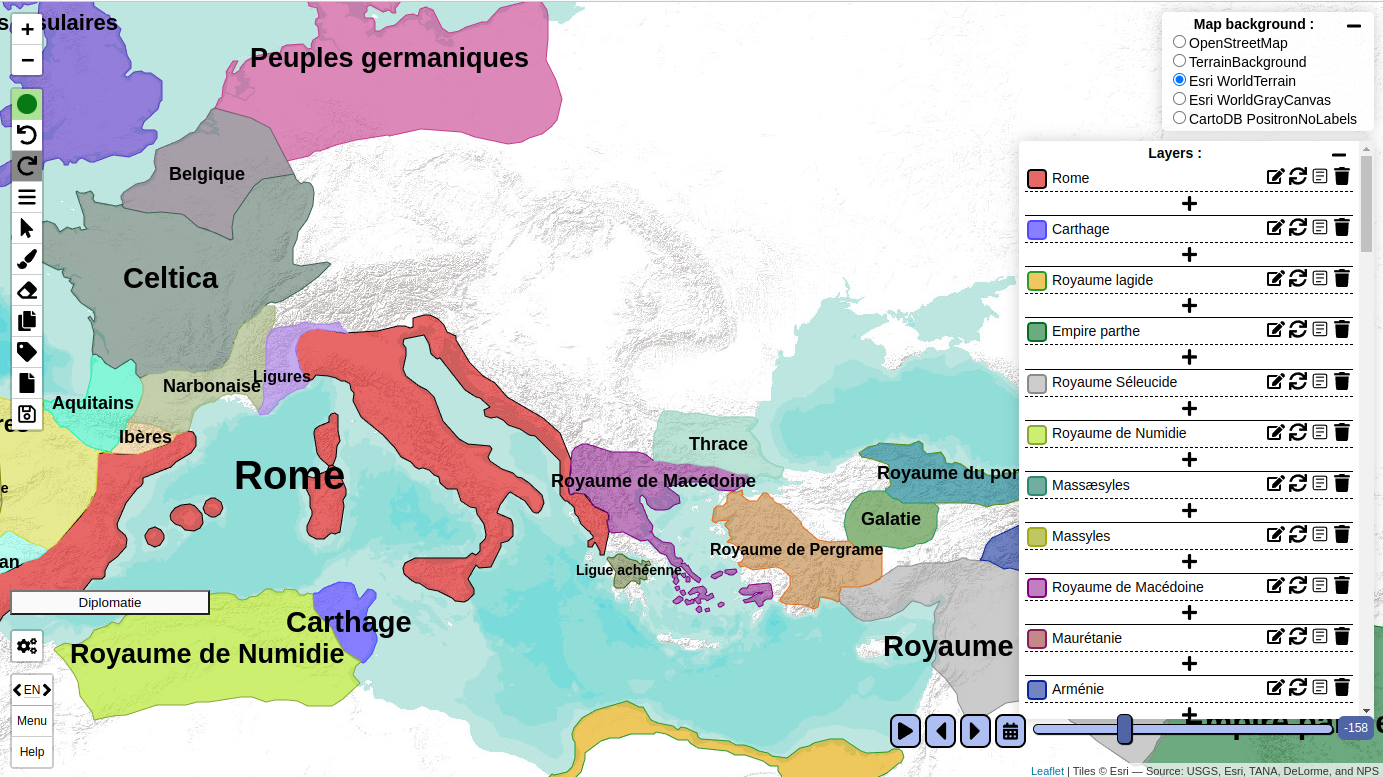 sulaires
Peuples germaniques
Belgique
Celtica
Narbonaise
Ligures
Aquitains
Ibères
Rome
Thrace
Royaume de Macédoine
Royaume du pon
Galatie
Royaume de Pergrame
Ligue achéenne
an
e
Carthage
Royaume de Numidie
Royaume
+
−
Diplomatie
EN
Menu
Help
Map background :
OpenStreetMap
TerrainBackground
Esri WorldTerrain
Esri WorldGrayCanvas
CartoDB PositronNoLabels
Layers :
Rome
Carthage
Royaume lagide
Empire parthe
Royaume Séleucide
Royaume de Numidie
Massæsyles
Massyles
Royaume de Macédoine
Maurétanie
Arménie
-158
Leaflet | Tiles © Esri — Source: USGS, Esri, TANA, DeLorme, and NPS